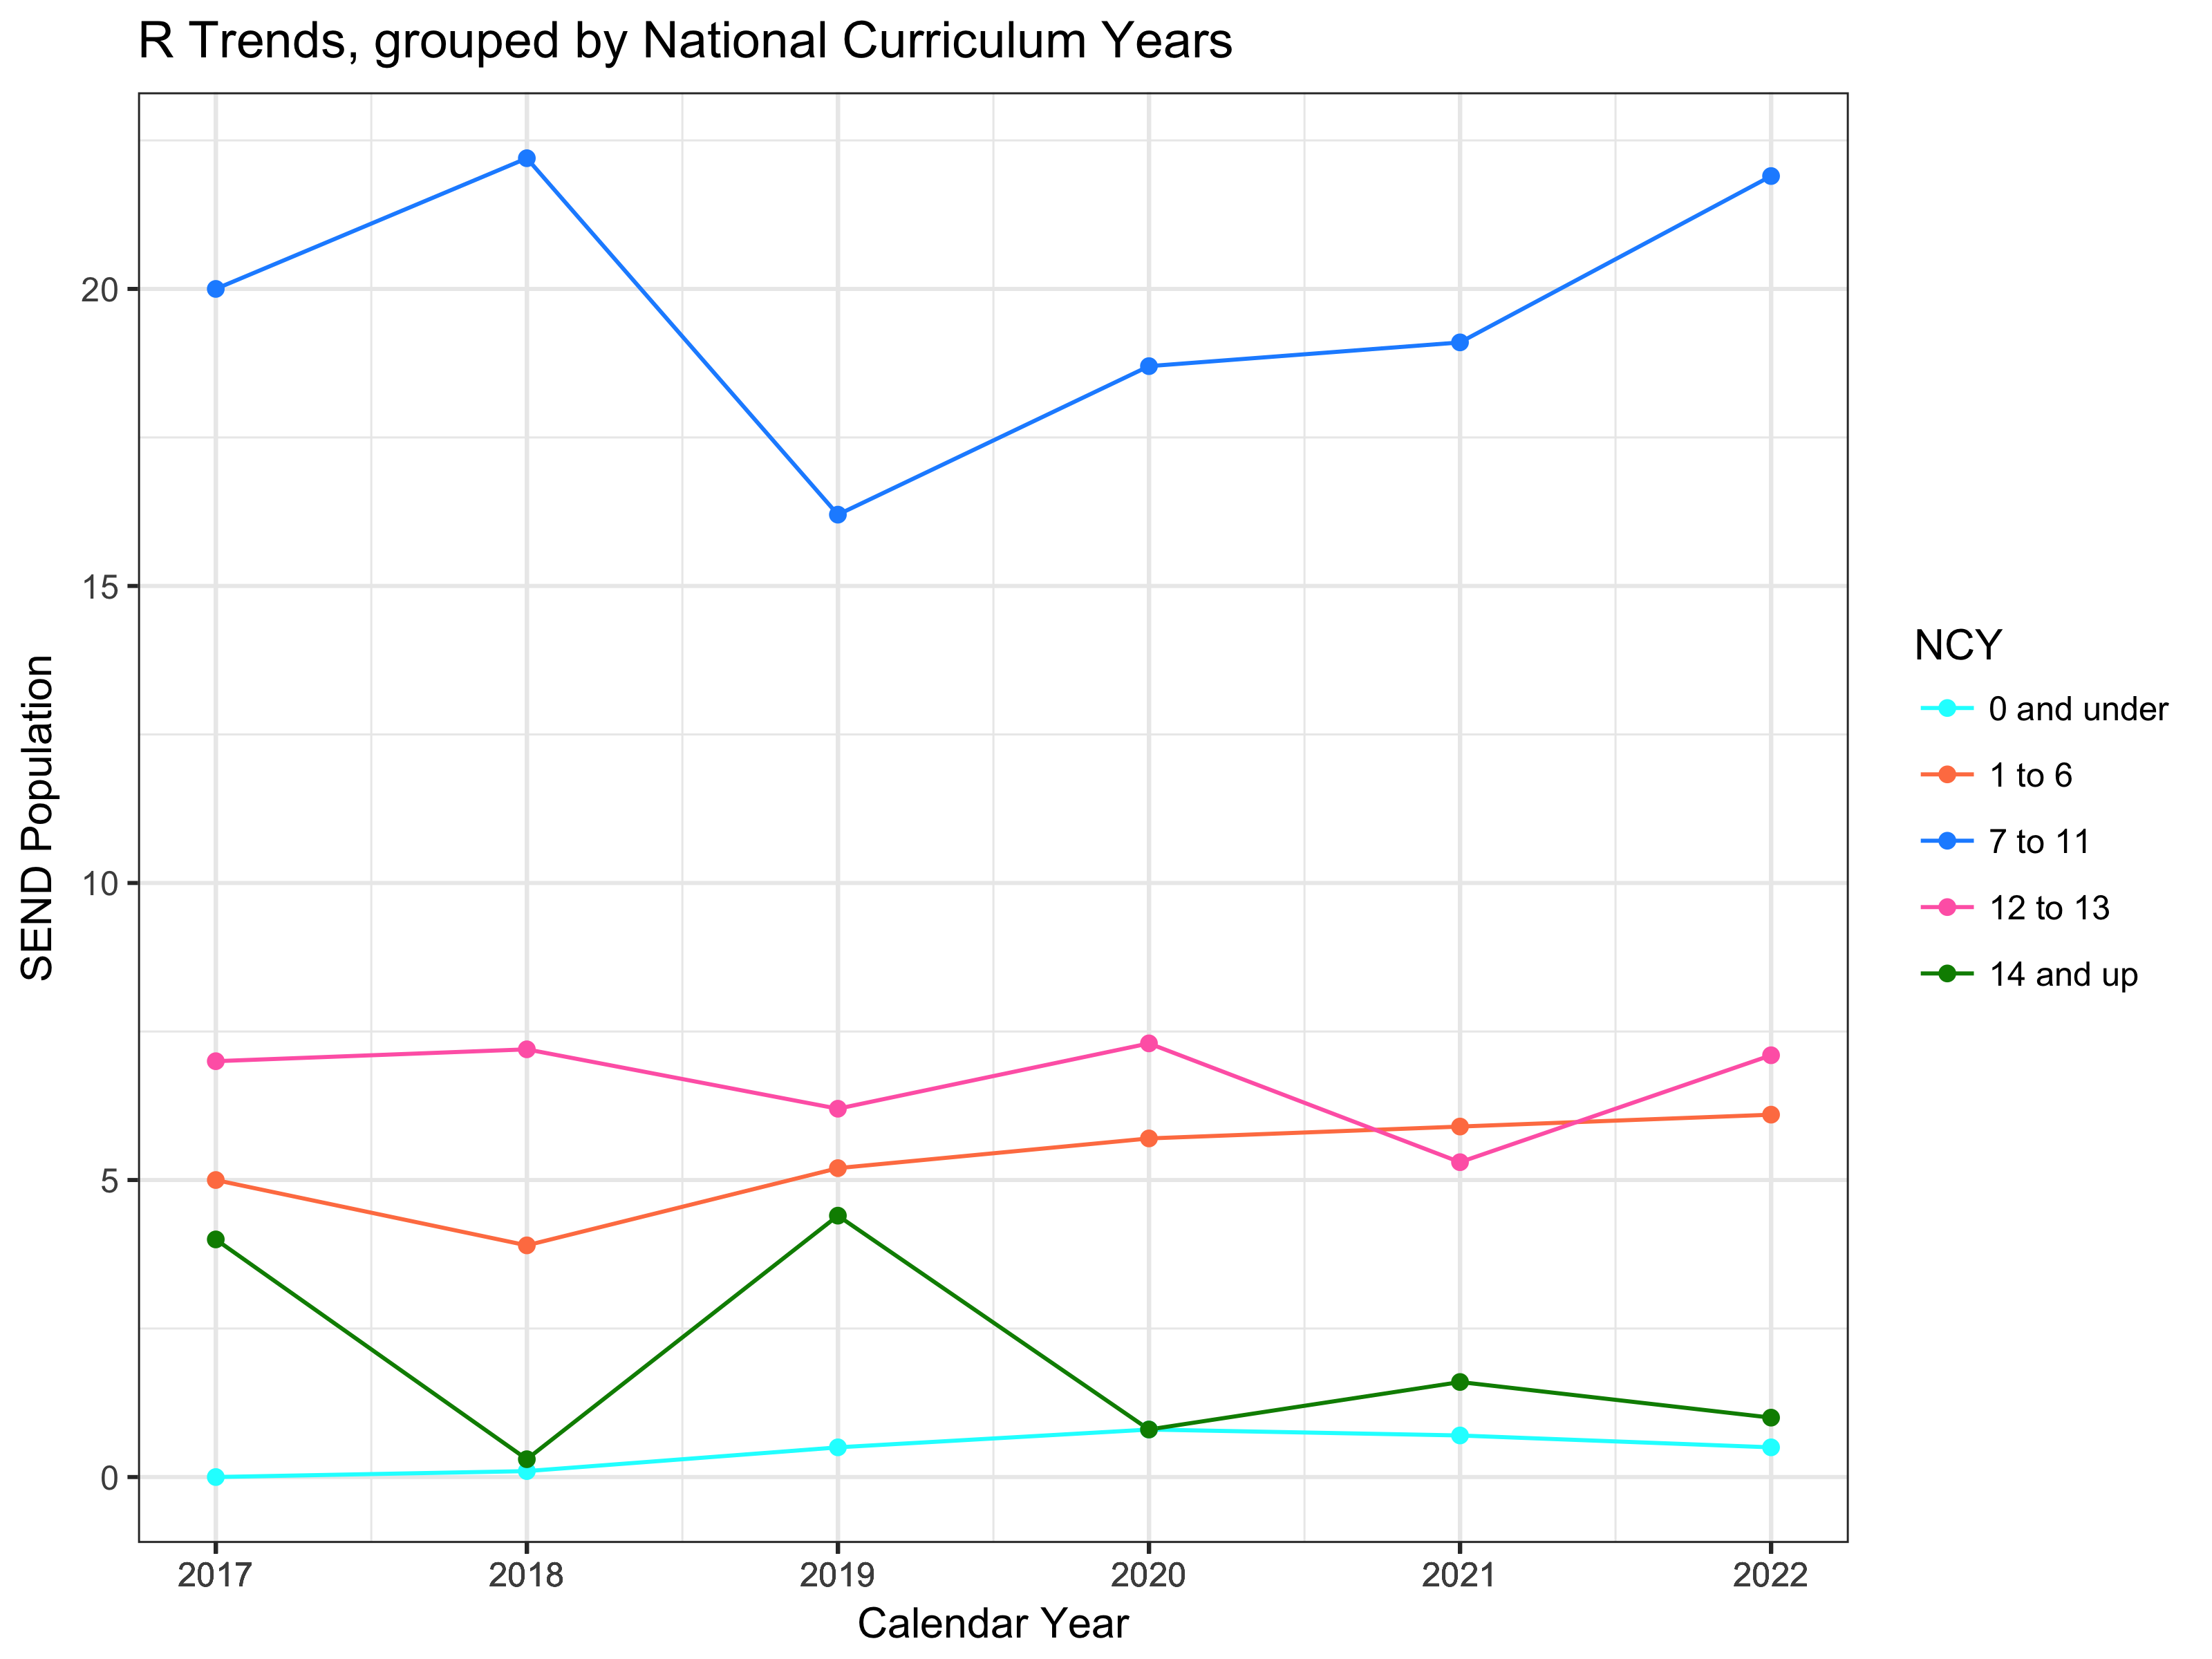 R Trends, grouped by National Curriculum Years
SEND Population
20
15
10
5
0
2017 2018 2019 2020 2021 2022
Calendar Year
NCY
0 and under
1 to 6
7 to 11
12 to 13
14 and up